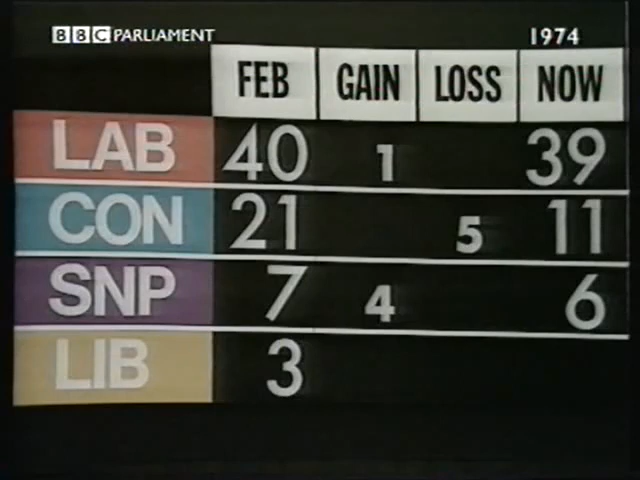 BBC PARLIAMENT 1974
FEB GAIN LOSS NOW
LAB 40 1 39
CON 21 5 11
SNP 7 4 6
LIB 3